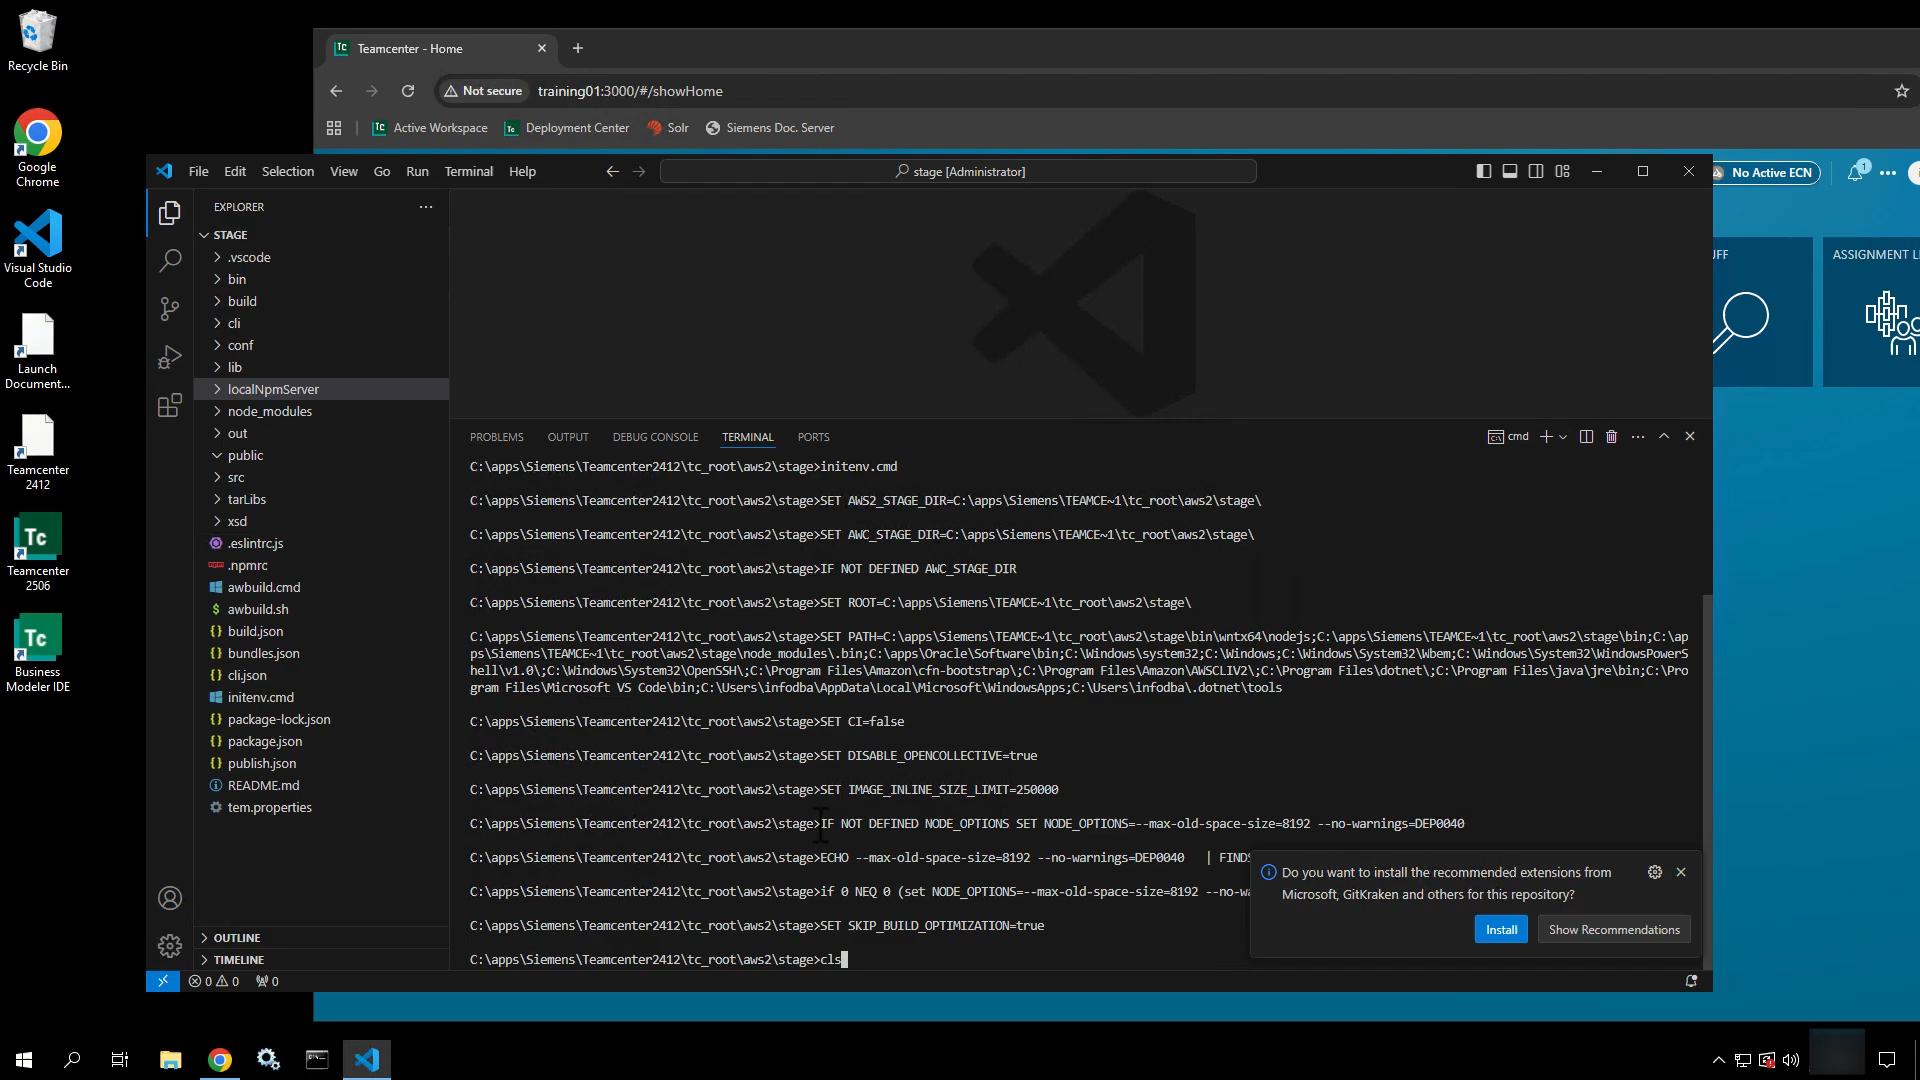 Recycle Bin
Google
Chrome
Visual Studio
Code
Launch
Document...
Teamcenter
2412
Tc
Teamcenter
2506
Tc
Business
Modeler IDE
Tc
Teamcenter - Home
Not secure
training01:3000/#/showHome
Tc Active Workspace
Tc Deployment Center
Solr
Siemens Doc. Server
File Edit Selection View Go Run Terminal Help
stage [Administrator]
No Active ECN
1
UFF
ASSIGNMENT LI
EXPLORER
STAGE
.vscode
bin
build
cli
conf
lib
localNpmServer
node_modules
out
public
src
tarLibs
xsd
.eslintrc.js
.npmrc
awbuild.cmd
$ awbuild.sh
{} build.json
{} bundles.json
{} cli.json
initenv.cmd
{} package-lock.json
{} package.json
{} publish.json
README.md
tem.properties
OUTLINE
TIMELINE
PROBLEMS OUTPUT DEBUG CONSOLE TERMINAL PORTS
cmd
C:\apps\Siemens\Teamcenter2412\tc_root\aws2\stage>initenv.cmd
C:\apps\Siemens\Teamcenter2412\tc_root\aws2\stage>SET AWS2_STAGE_DIR=C:\apps\Siemens\TEAMCE~1\tc_root\aws2\stage\
C:\apps\Siemens\Teamcenter2412\tc_root\aws2\stage>SET AWC_STAGE_DIR=C:\apps\Siemens\TEAMCE~1\tc_root\aws2\stage\
C:\apps\Siemens\Teamcenter2412\tc_root\aws2\stage>IF NOT DEFINED AWC_STAGE_DIR
C:\apps\Siemens\Teamcenter2412\tc_root\aws2\stage>SET ROOT=C:\apps\Siemens\TEAMCE~1\tc_root\aws2\stage\
C:\apps\Siemens\Teamcenter2412\tc_root\aws2\stage>SET PATH=C:\apps\Siemens\TEAMCE~1\tc_root\aws2\stage\bin\wntx64\nodejs;C:\apps\Siemens\TEAMCE~1\tc_root\aws2\stage\bin;C:\ap
ps\Siemens\TEAMCE~1\tc_root\aws2\stage\node_modules\.bin;C:\apps\Oracle\Software\bin;C:\Windows\system32;C:\Windows;C:\Windows\System32\Wbem;C:\Windows\System32\WindowsPowerS
hell\v1.0\;C:\Windows\System32\OpenSSH\;C:\Program Files\Amazon\cfn-bootstrap\;C:\Program Files\Amazon\AWSCLIV2\;C:\Program Files\dotnet\;C:\Program Files\java\jre\bin;C:\Pro
gram Files\Microsoft VS Code\bin;C:\Users\infodba\AppData\Local\Microsoft\WindowsApps;C:\Users\infodba\.dotnet\tools
C:\apps\Siemens\Teamcenter2412\tc_root\aws2\stage>SET CI=false
C:\apps\Siemens\Teamcenter2412\tc_root\aws2\stage>SET DISABLE_OPENCOLLECTIVE=true
C:\apps\Siemens\Teamcenter2412\tc_root\aws2\stage>SET IMAGE_INLINE_SIZE_LIMIT=250000
C:\apps\Siemens\Teamcenter2412\tc_root\aws2\stage>IF NOT DEFINED NODE_OPTIONS SET NODE_OPTIONS=--max-old-space-size=8192 --no-warnings=DEP0040
C:\apps\Siemens\Teamcenter2412\tc_root\aws2\stage>ECHO --max-old-space-size=8192 --no-warnings=DEP0040 | FINDS
C:\apps\Siemens\Teamcenter2412\tc_root\aws2\stage>if 0 NEQ 0 (set NODE_OPTIONS=--max-old-space-size=8192 --no-wa
C:\apps\Siemens\Teamcenter2412\tc_root\aws2\stage>SET SKIP_BUILD_OPTIMIZATION=true
C:\apps\Siemens\Teamcenter2412\tc_root\aws2\stage>cls
Do you want to install the recommended extensions from
Microsoft, GitKraken and others for this repository?
Install
Show Recommendations
0 0 0